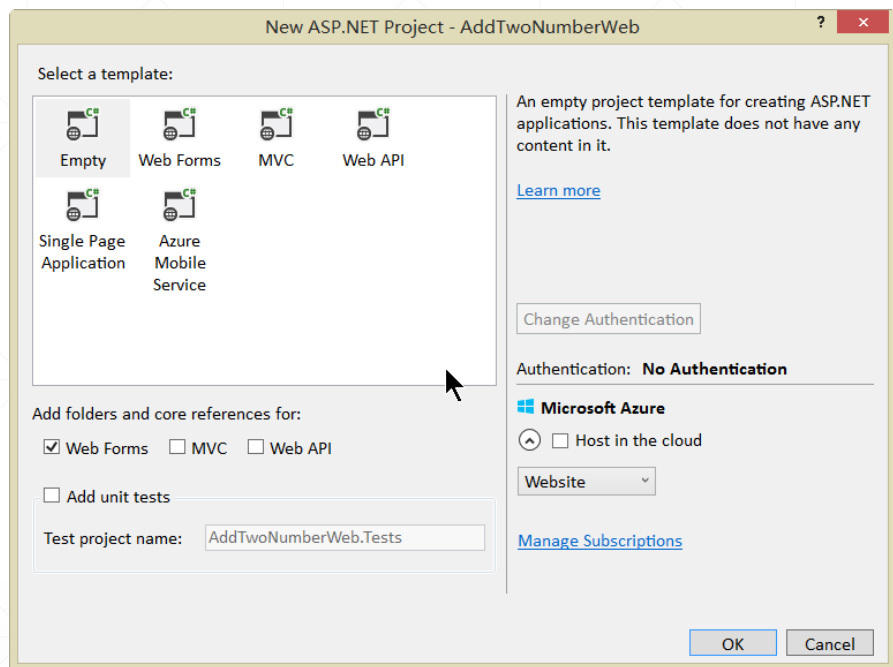 New ASP.NET Project - AddTwoNumberWeb
?
Select a template:
C#
C#
C#
C#
Empty
Web Forms
MVC
Web API
C#
C#
Single Page
Application
Azure
Mobile
Service
An empty project template for creating ASP.NET
applications. This template does not have any
content in it.
Learn more
Change Authentication
Authentication: No Authentication
Microsoft Azure
Host in the cloud
Website
Manage Subscriptions
Add folders and core references for:
Web Forms
MVC
Web API
Add unit tests
Test project name:
AddTwoNumberWeb.Tests
OK
Cancel